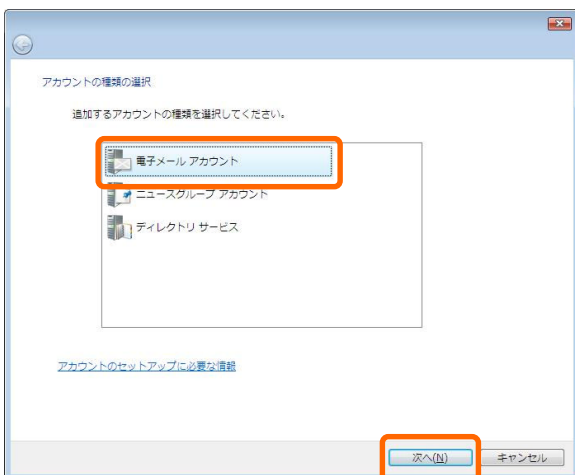 アカウントの種類の選択
追加するアカウントの種類を選択してください。
電子メール アカウント
ニュースグループ アカウント
ディレクトリ サービス
アカウントのセットアップに必要な情報
次へ(N) キャンセル